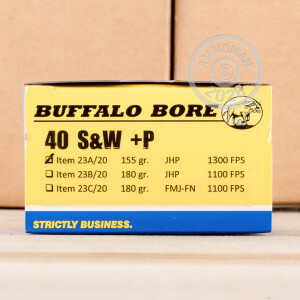 AMMOMAN
BUFFALO BORE
40 S&W +P
☑ Item 23A/20 155 gr. JHP 1300 FPS
☐ Item 23B/20 180 gr. JHP 1100 FPS
☐ Item 23C/20 180 gr. FMJ-FN 1100 FPS
STRICTLY BUSINESS.